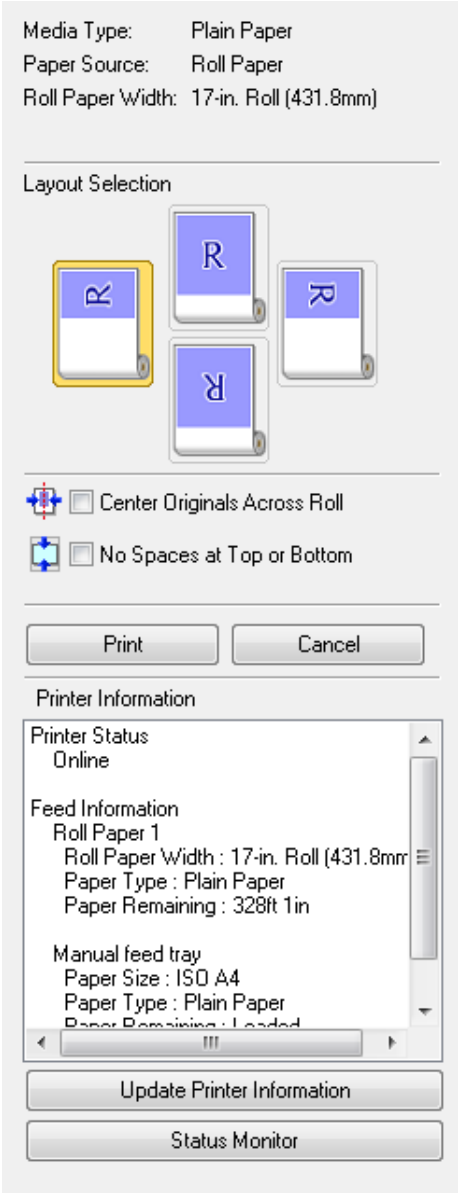 Media Type: Plain Paper
Paper Source: Roll Paper
Roll Paper Width: 17-in. Roll (431.8mm)
Layout Selection
R
R
R
R
Center Originals Across Roll
No Spaces at Top or Bottom
Print Cancel
Printer Information
Printer Status
Online
Feed Information
Roll Paper 1
Roll Paper Width : 17-in. Roll (431.8mm
Paper Type : Plain Paper
Paper Remaining : 328ft 1in
Manual feed tray
Paper Size : ISO A4
Paper Type : Plain Paper
Paper Remaining : Loaded
Update Printer Information
Status Monitor